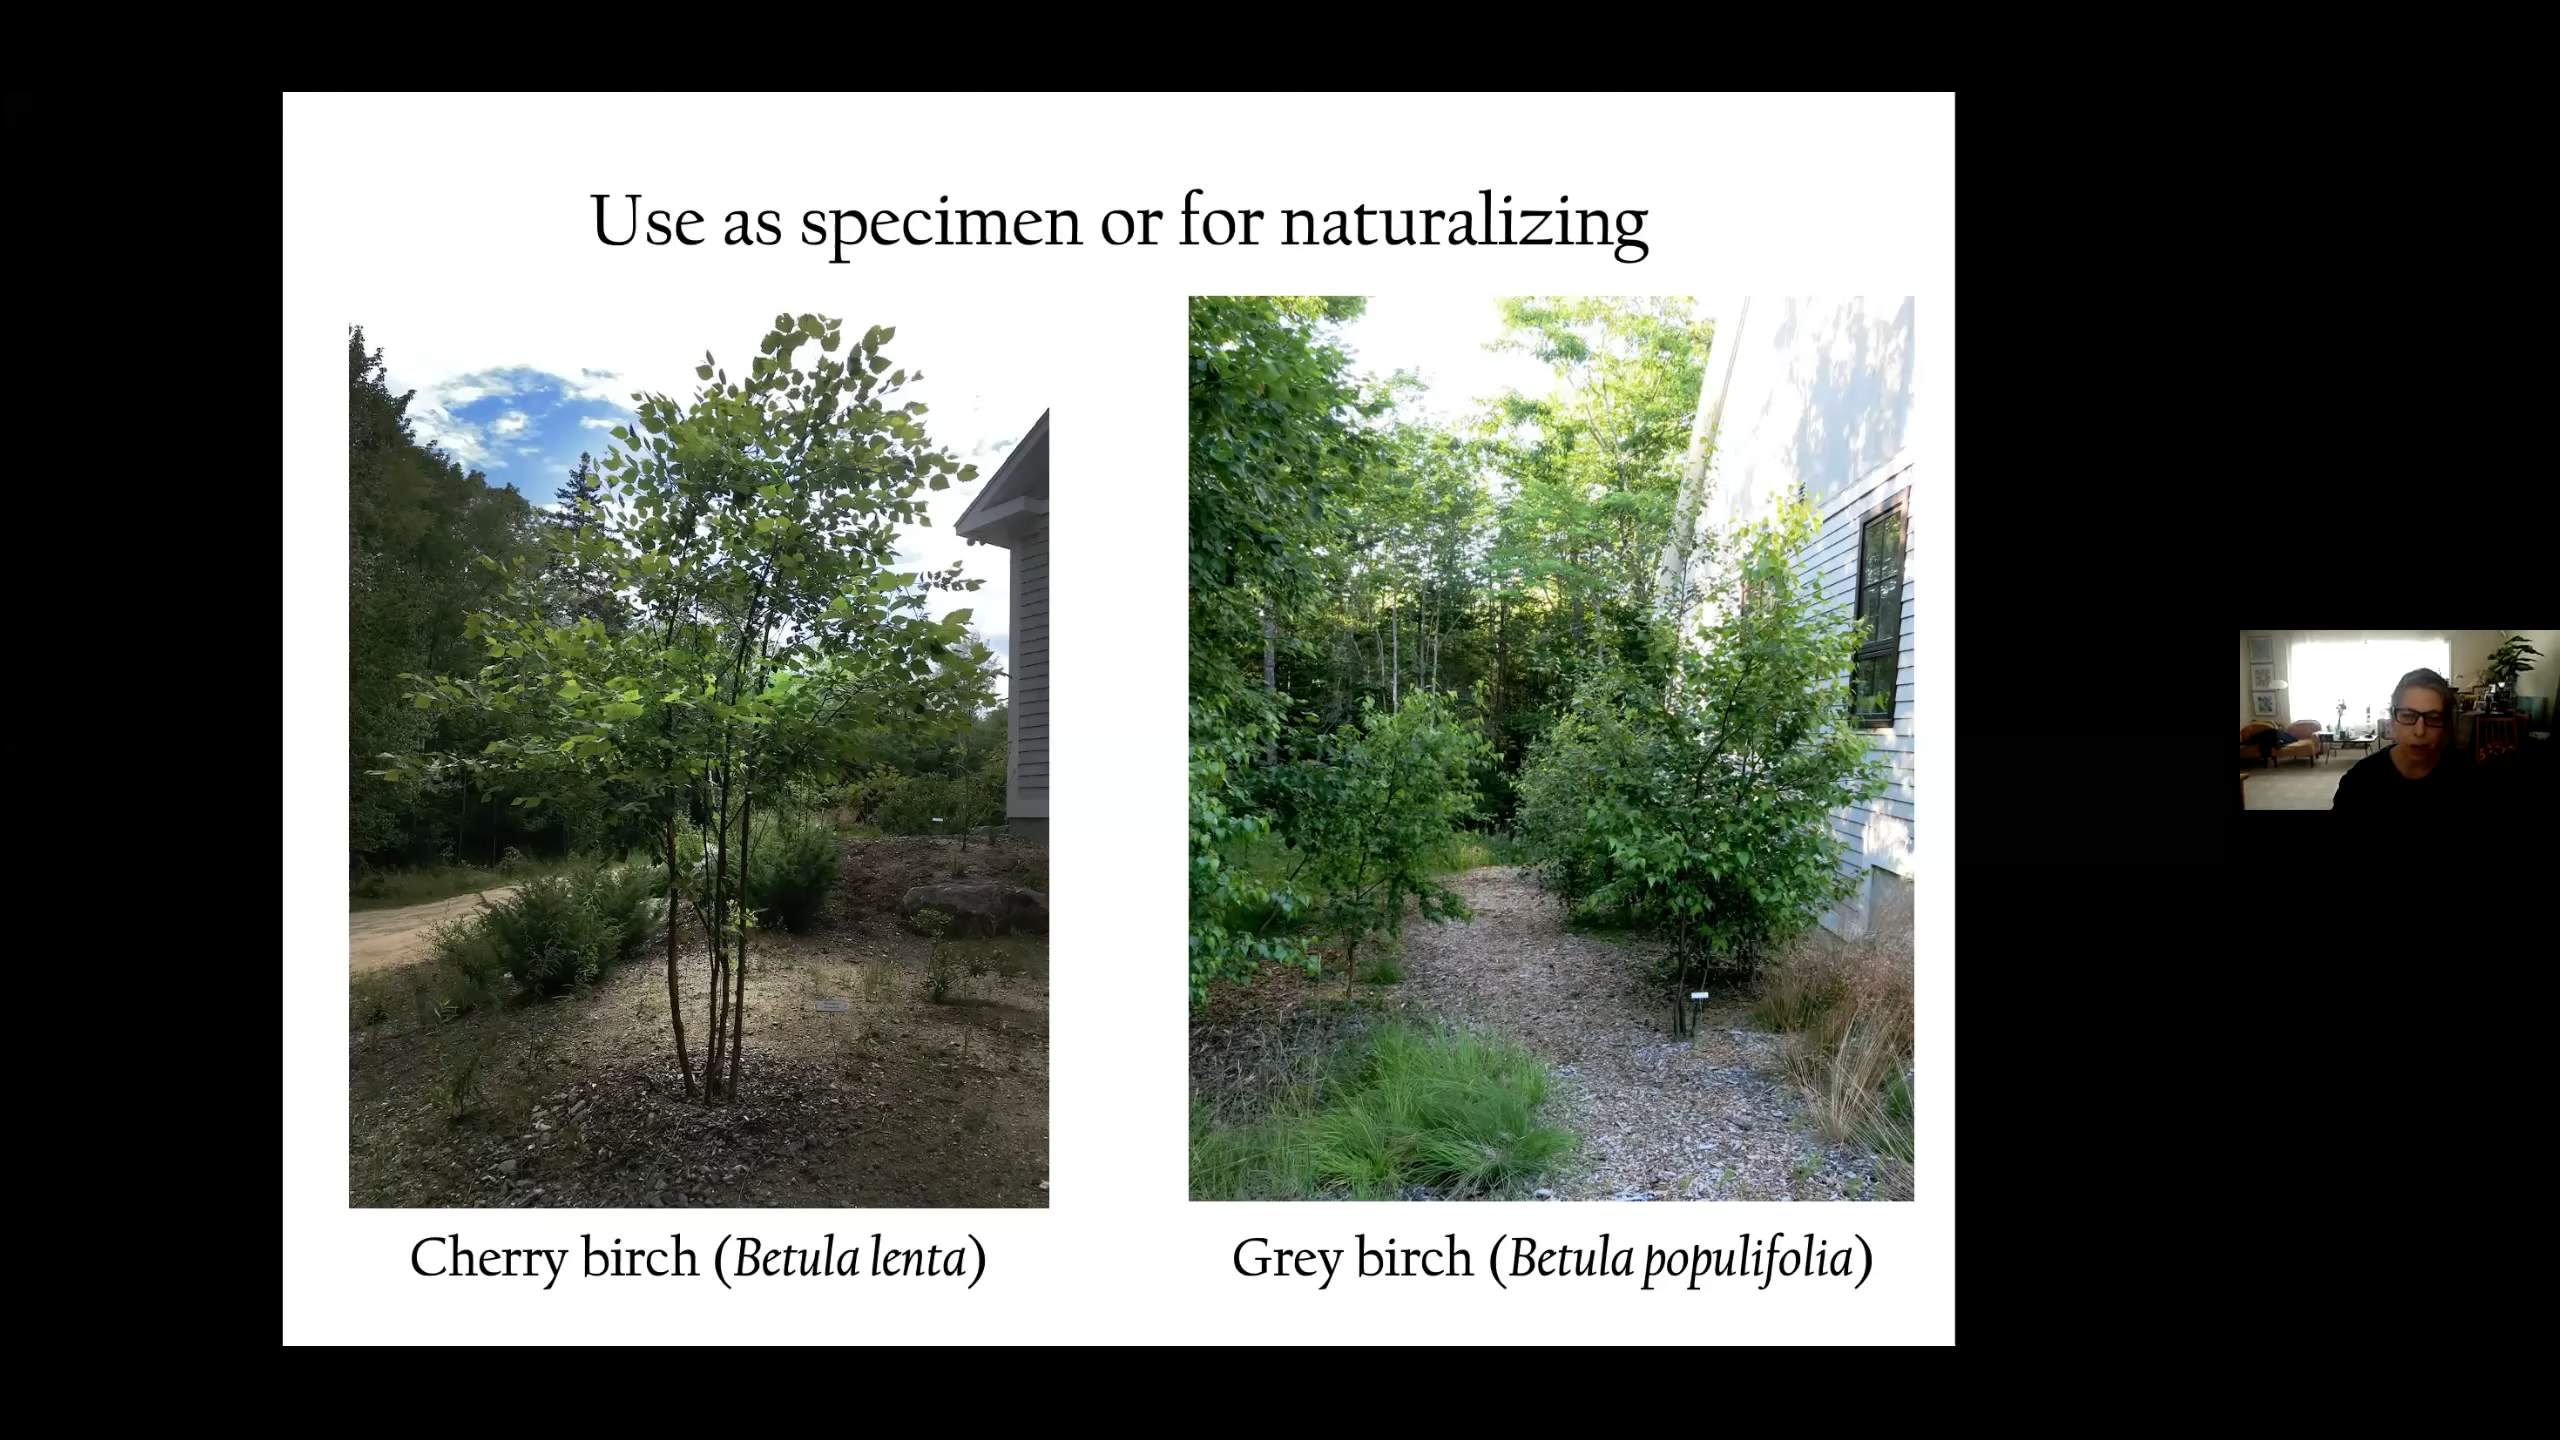 Use as specimen or for naturalizing
Cherry birch (Betula lenta)
Grey birch (Betula populifolia)